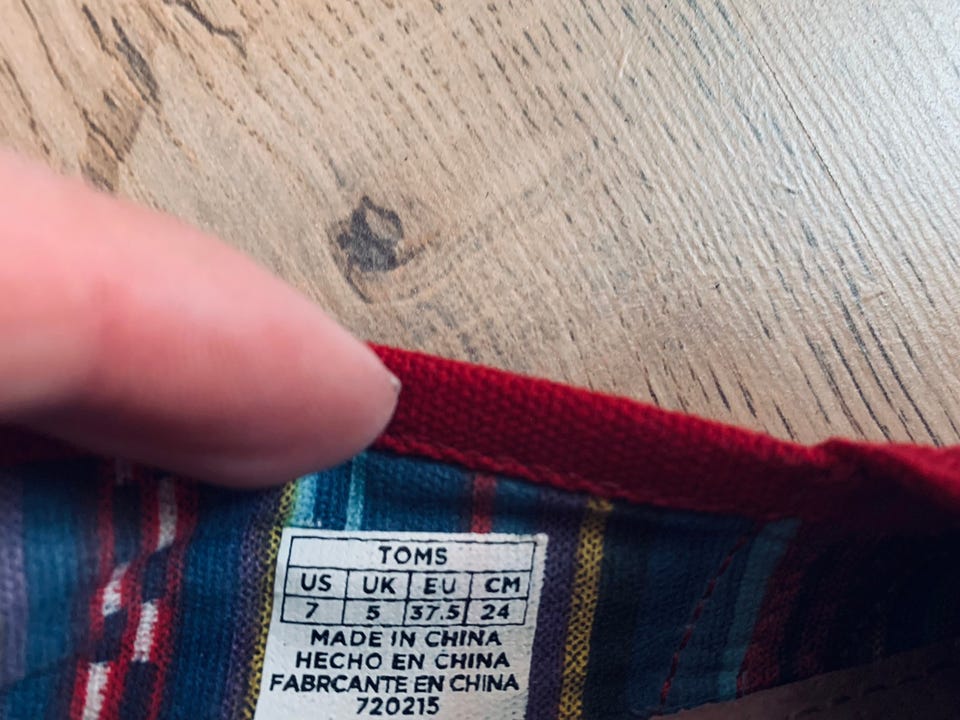 TOMS
US UK EU CM
7 5 37.5 24
MADE IN CHINA
HECHO EN CHINA
FABRCANTE EN CHINA
720215